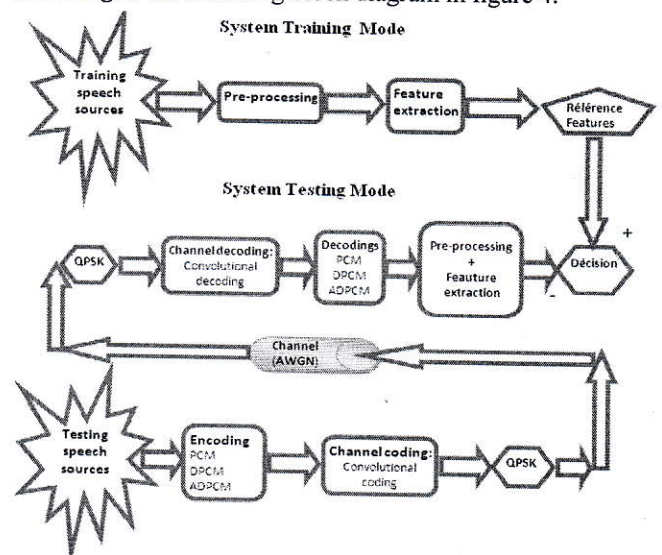 diagram in figure 4.
System Training Mode
Training
speech
sources
Pre-processing
Feature
extraction
Référence
Features
System Testing Mode
+
QPSK
Channel decoding:
Convolutional
decoding
Decodings
PCM
DPCM
ADPCM
Pre-processing
+
Feauture
extraction
-
Décision
Channel
(AWGN)
Testing
speech
sources
Encoding
PCM
DPCM
ADPCM
Channel coding:
Convolutional
coding
QPSK